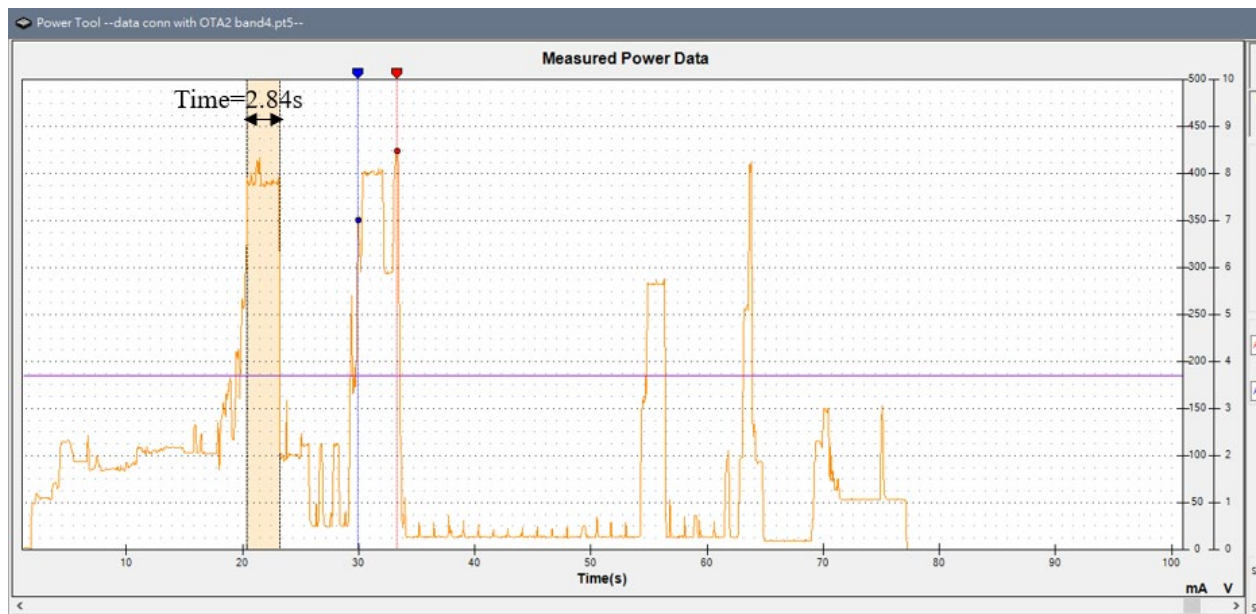 Power Tool --data conn with OTA2 band4.pt5--
Measured Power Data
Time=2.84s
500 10
450 9
400 8
350 7
300 6
250 5
200 4
150 3
100 2
50 1
0 0
10 20 30 40 50 60 70 80 90 100
Time(s)
mA V